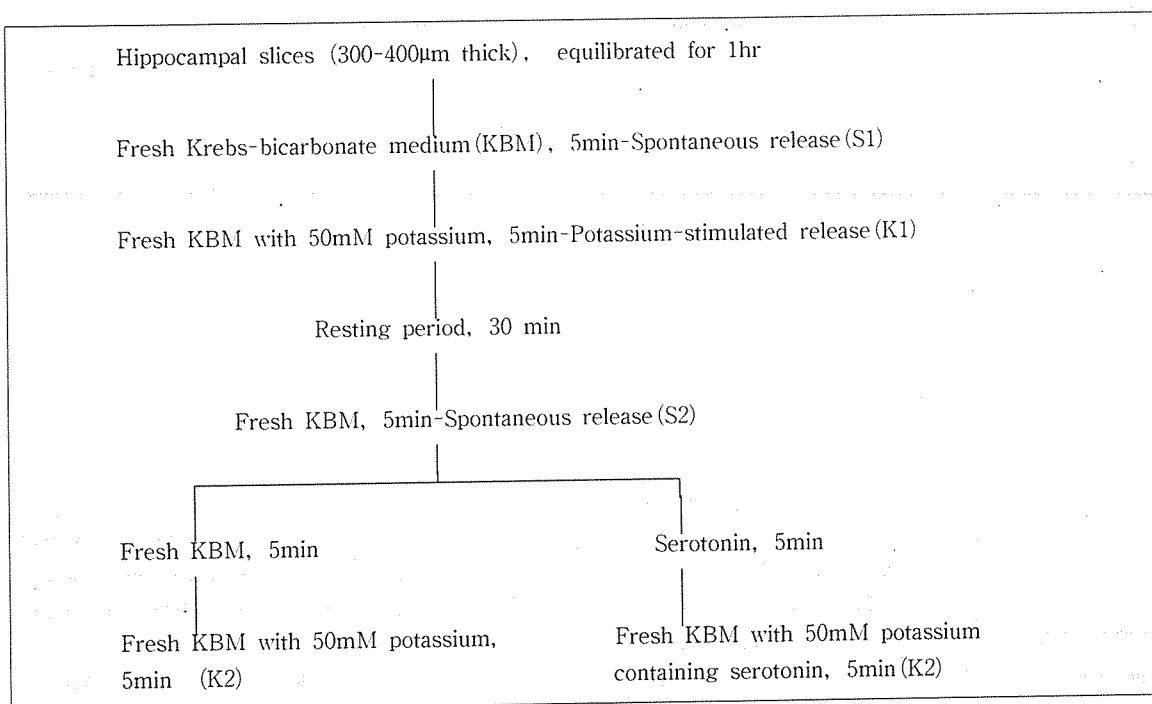 Hippocampal slices (300-400μm thick), equilibrated for 1hr
Fresh Krebs-bicarbonate medium(KBM), 5min-Spontaneous release(S1)
Fresh KBM with 50mM potassium, 5min-Potassium-stimulated release(K1)
Resting period, 30 min
Fresh KBM, 5min-Spontaneous release(S2)
Fresh KBM, 5min
Serotonin, 5min
Fresh KBM with 50mM potassium,
5min (K2)
Fresh KBM with 50mM potassium
containing serotonin, 5min(K2)